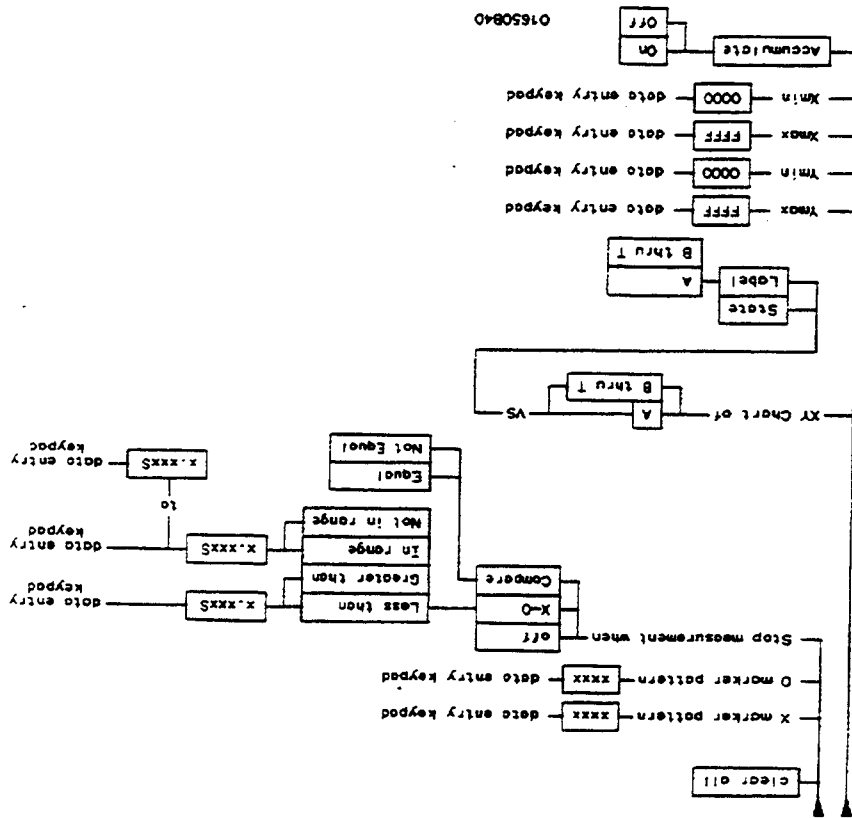 clear all
X marker pattern xxxx data entry keypad
O marker pattern xxxx data entry keypad
Stop measurement when
off
X-O
Compare
Less than
Greater than
In range
Not in range
x.xxxS
data entry
keypad
x.xxxS
data entry
keypad
to
x.xxxS
data entry
keypad
Equal
Not Equal
XY Chart of
A
B thru T
VS
State
Label
A
B thru T
Ymax FFFF data entry keypad
Ymin 0000 data entry keypad
Xmax FFFF data entry keypad
Xmin 0000 data entry keypad
Accumulate
On
Off
01650B40